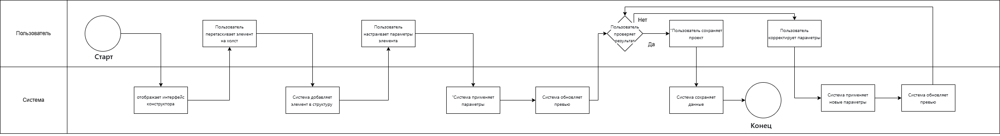 Пользователь
Старт
Пользователь
перетаскивает элемент
на холст
Пользователь
настраивает параметры
элемента
Пользователь
проверяет
результат
Нет
Да
"Пользователь сохраняет
проект
Пользователь
корректирует параметры
Система
отображает интерфейс
конструктора
Система добавляет
элемент в структуру
"Система применяет
параметры
Система обновляет
превью
Система сохраняет
данные
Конец
Система применяет
новые параметры
Система обновляет
превью